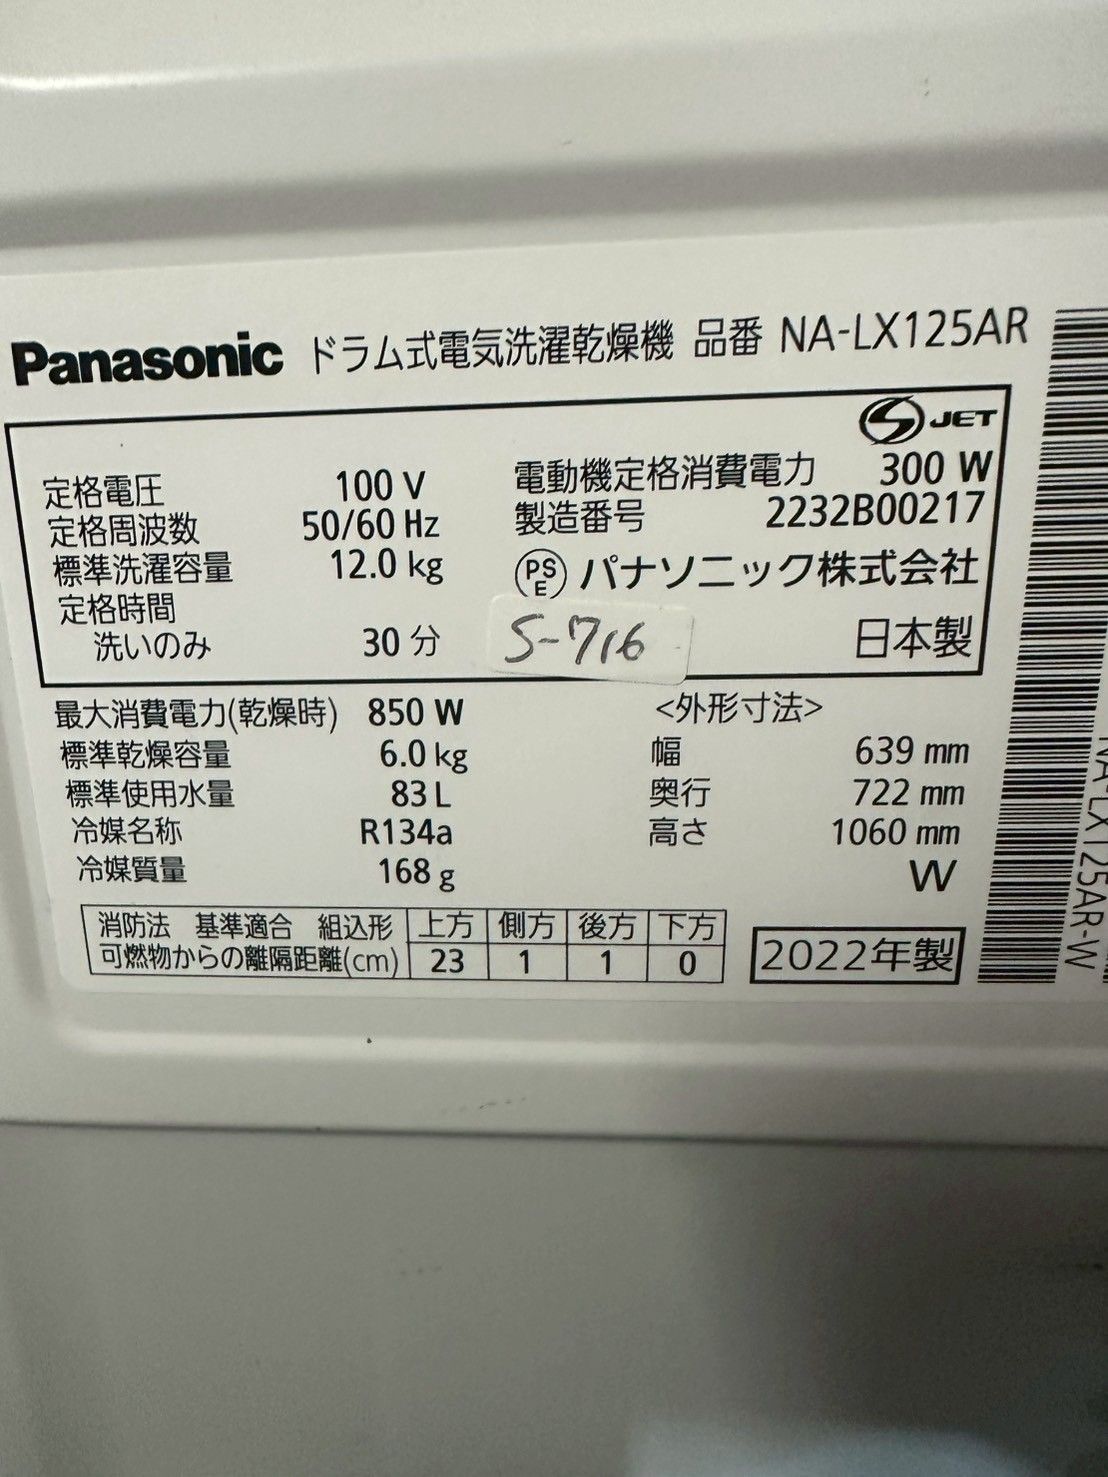 Panasonic ドラム式電気洗濯乾燥機 品番 NA-LX125AR
S JET
定格電圧 100 V
定格周波数 50/60 Hz
標準洗濯容量 12.0 kg
定格時間
洗いのみ 30 分
電動機定格消費電力 300 W
製造番号 2232B00217
PS E パナソニック株式会社
S-716
日本製
最大消費電力(乾燥時) 850 W
標準乾燥容量 6.0 kg
標準使用水量 83 L
冷媒名称 R134a
冷媒質量 168 g
<外形寸法>
幅 639 mm
奥行 722 mm
高さ 1060 mm
W
消防法 基準適合 組込形 上方 側方 後方 下方
可燃物からの離隔距離(cm) 23 1 1 0
2022年製
NA-LX125AR-W